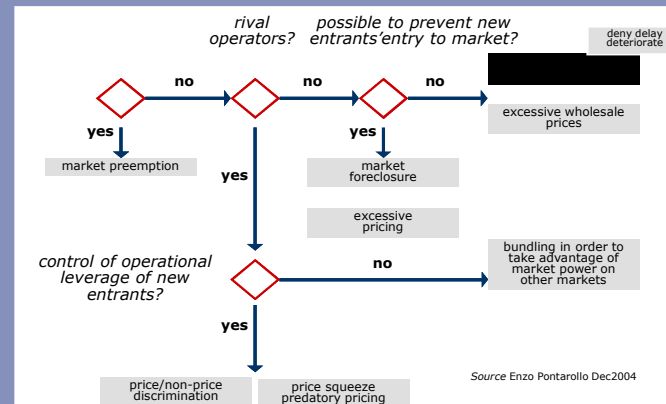 rival
operators?
possible to prevent new
entrants’entry to market?
deny delay
deteriorate
no
no
no
excessive wholesale
prices
yes
yes
market preemption
yes
market
foreclosure
excessive
pricing
control of operational
leverage of new
entrants?
no
bundling in order to
take advantage of
market power on
other markets
yes
Source Enzo Pontarollo Dec2004
price/non-price
discrimination
price squeeze
predatory pricing